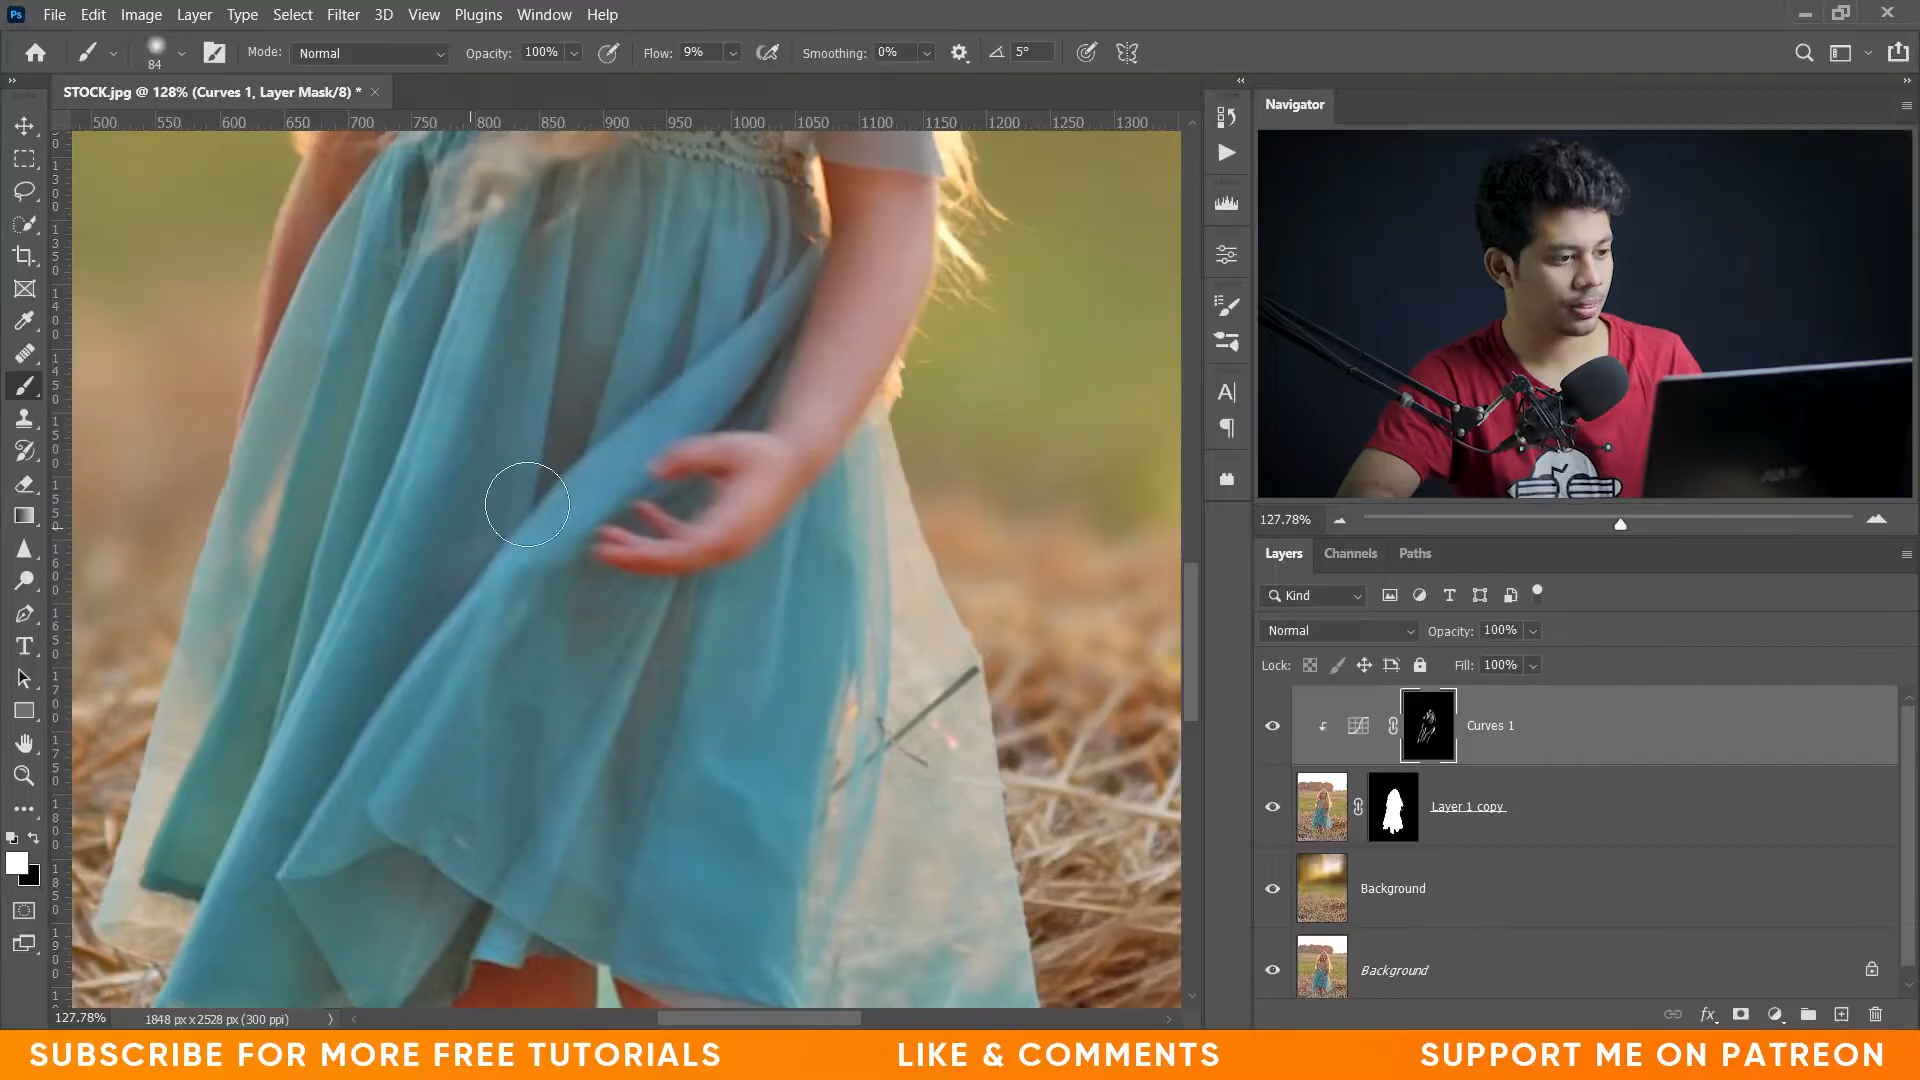 Ps File Edit Image Layer Type Select Filter 3D View Plugins Window Help
84 Mode: Normal Opacity: 100% Flow: 9% Smoothing: 0% 5°
STOCK.jpg @ 128% (Curves 1, Layer Mask/8) *
500 550 600 650 700 750 800 850 900 950 1000 1050 1100 1150 1200 1250 1300
Navigator
127.78%
Layers Channels Paths
Kind
Normal Opacity: 100%
Lock: Fill: 100%
Curves 1
Layer 1 copy
Background
Background
127.78% 1848 px x 2528 px (300 ppi)
SUBSCRIBE FOR MORE FREE TUTORIALS LIKE & COMMENTS SUPPORT ME ON PATREON